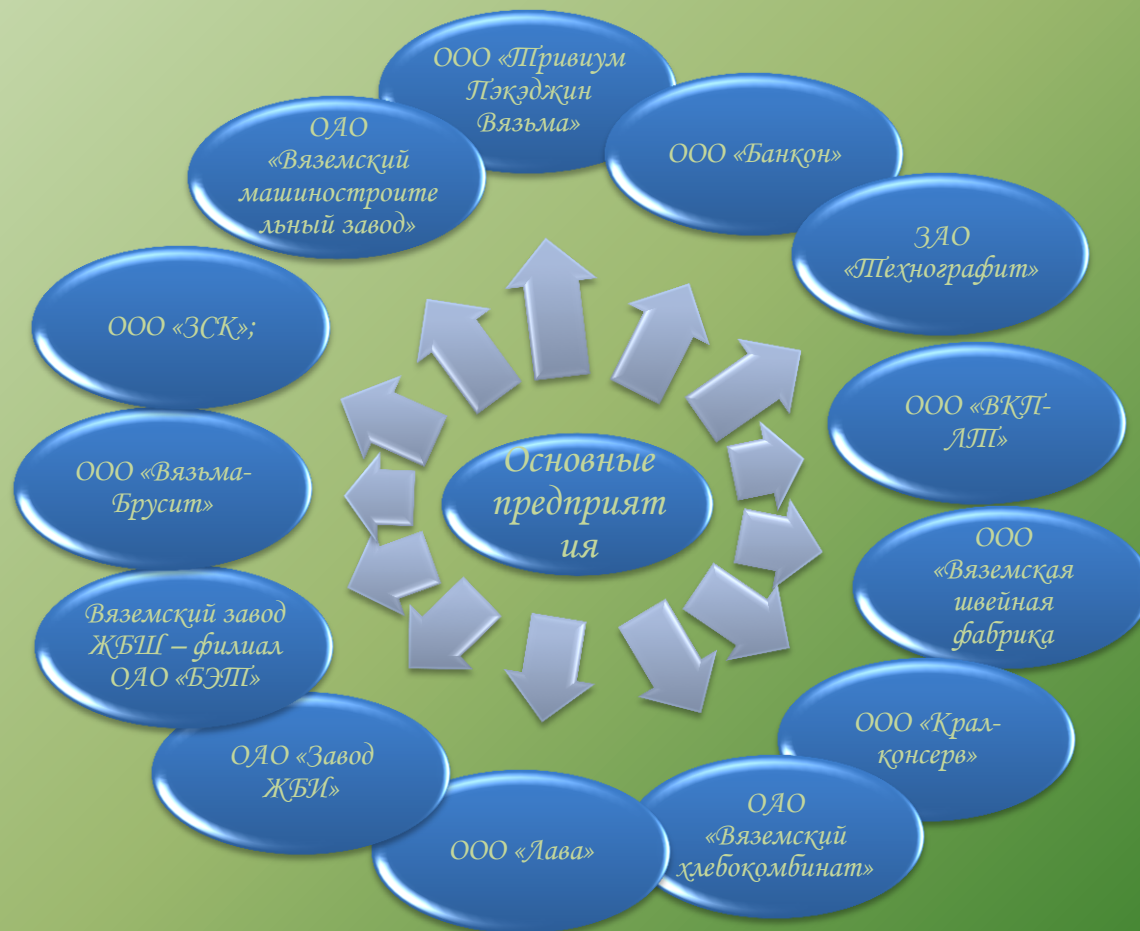 ООО «Тривиум
Пэкэджин
Вязьма»
ООО «Банкон»
ЗАО
«Технографит»
ООО «ВКП-
ЛТ»
ООО
«Вяземская
швейная
фабрика
ООО «Крал-
консерв»
ОАО
«Вяземский
хлебокомбинат»
ООО «Лава»
ОАО «Завод
ЖБИ»
Вяземский завод
ЖБШ – филиал
ОАО «БЭТ»
ООО «Вязьма-
Брусит»
ООО «ЗСК»;
ОАО
«Вяземский
машиностроите
льный завод»
Основные
предприят
ия